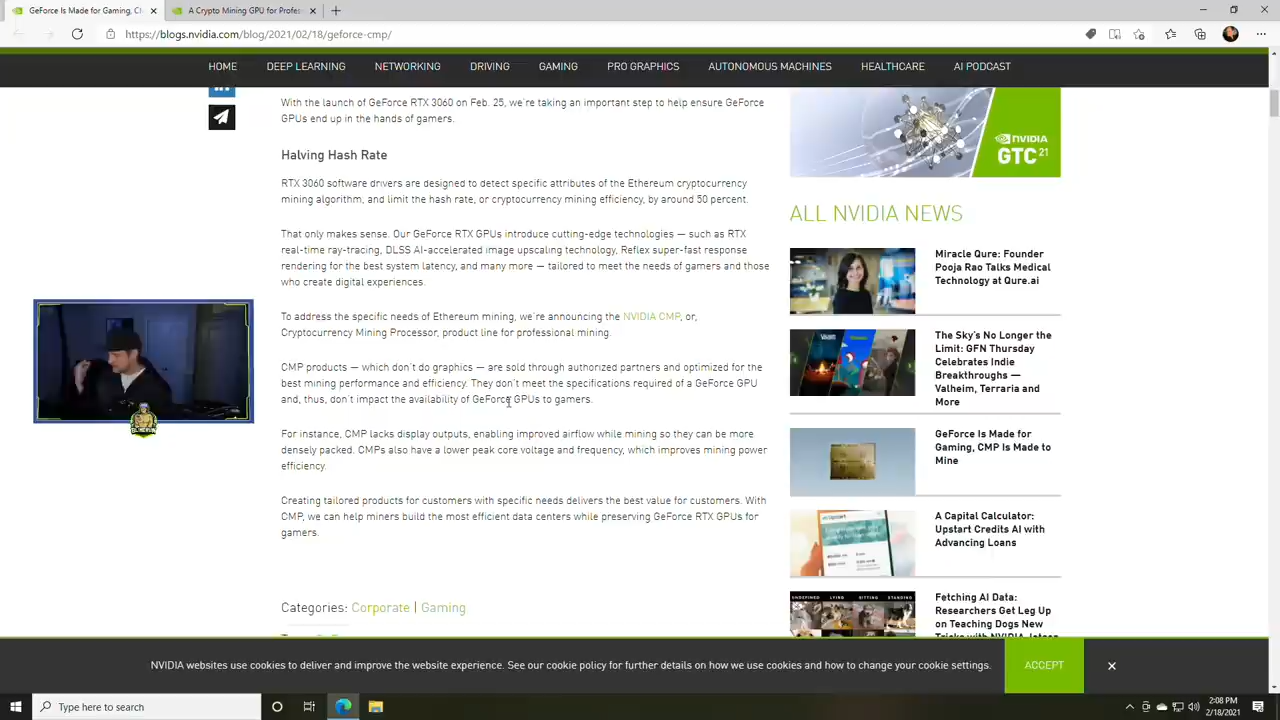 GeForce Is Made for Gaming, C
A Crypto Mining GPU for Profes
https://blogs.nvidia.com/blog/2021/02/18/geforce-cmp/
HOME DEEP LEARNING NETWORKING DRIVING GAMING PRO GRAPHICS AUTONOMOUS MACHINES HEALTHCARE AI PODCAST
With the launch of GeForce RTX 3060 on Feb. 25, we're taking an important step to help ensure GeForce
GPUs end up in the hands of gamers.
Halving Hash Rate
RTX 3060 software drivers are designed to detect specific attributes of the Ethereum cryptocurrency
mining algorithm, and limit the hash rate, or cryptocurrency mining efficiency, by around 50 percent.
That only makes sense. Our GeForce RTX GPUs introduce cutting-edge technologies — such as RTX
real-time ray-tracing, DLSS AI-accelerated image upscaling technology, Reflex super-fast response
rendering for the best system latency, and many more — tailored to meet the needs of gamers and those
who create digital experiences.
To address the specific needs of Ethereum mining, we're announcing the NVIDIA CMP, or,
Cryptocurrency Mining Processor, product line for professional mining.
CMP products — which don't do graphics — are sold through authorized partners and optimized for the
best mining performance and efficiency. They don't meet the specifications required of a GeForce GPU
and, thus, don't impact the availability of GeForce GPUs to gamers.
For instance, CMP lacks display outputs, enabling improved airflow while mining so they can be more
densely packed. CMPs also have a lower peak core voltage and frequency, which improves mining power
efficiency.
Creating tailored products for customers with specific needs delivers the best value for customers. With
CMP, we can help miners build the most efficient data centers while preserving GeForce RTX GPUs for
gamers.
Categories: Corporate | Gaming
NVIDIA
GTC 21
ALL NVIDIA NEWS
Miracle Qure: Founder
Pooja Rao Talks Medical
Technology at Qure.ai
The Sky's No Longer the
Limit: GFN Thursday
Celebrates Indie
Breakthroughs —
Valheim, Terraria and
More
GeForce Is Made for
Gaming, CMP Is Made to
Mine
A Capital Calculator:
Upstart Credits AI with
Advancing Loans
Fetching AI Data:
Researchers Get Leg Up
on Teaching Dogs New
NVIDIA websites use cookies to deliver and improve the website experience. See our cookie policy for further details on how we use cookies and how to change your cookie settings.
ACCEPT
Type here to search
2:08 PM
2/18/2021